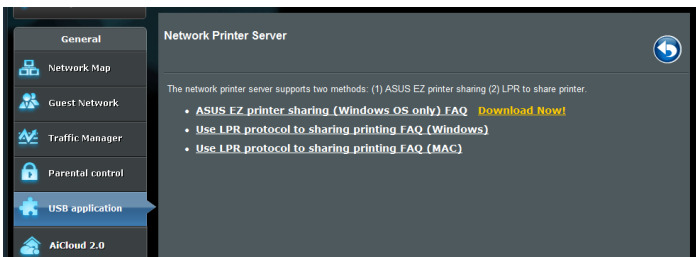 General
Network Map
Guest Network
Traffic Manager
Parental control
USB application
AiCloud 2.0
Network Printer Server
The network printer server supports two methods: (1) ASUS EZ printer sharing (2) LPR to share printer.
ASUS EZ printer sharing (Windows OS only) FAQ Download Now!
Use LPR protocol to sharing printing FAQ (Windows)
Use LPR protocol to sharing printing FAQ (MAC)